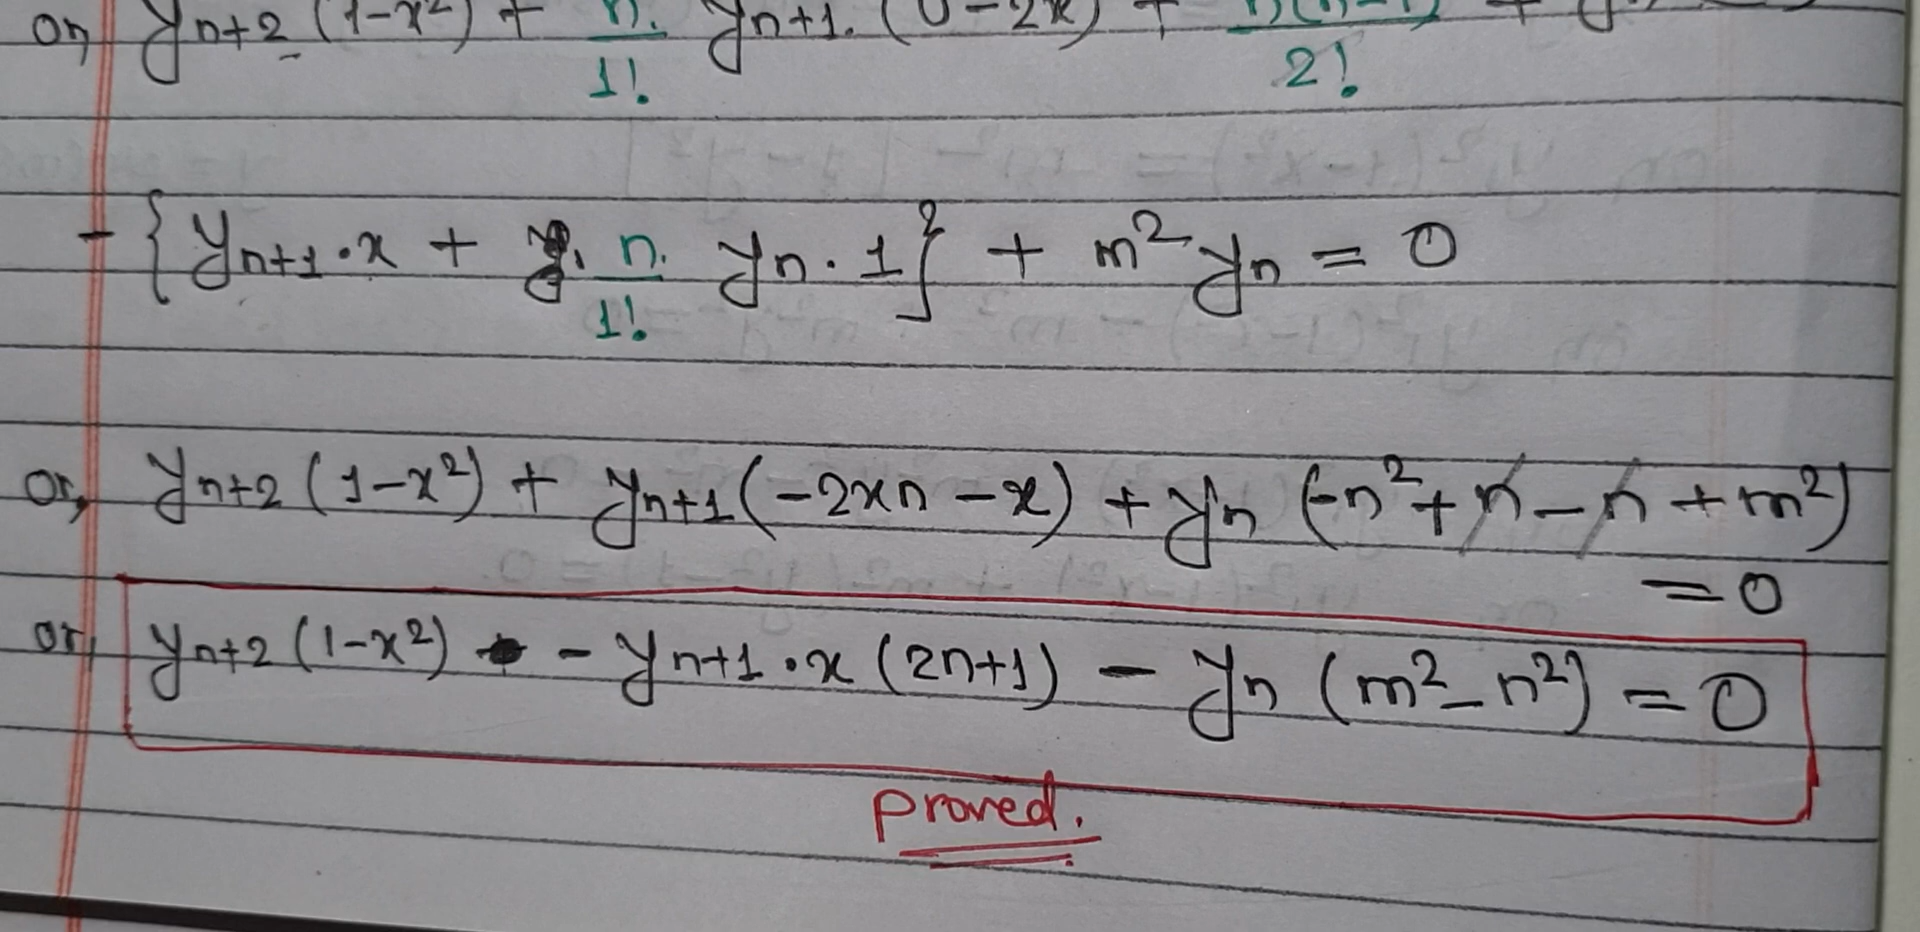 or, yn+2 (1-x²) + n. yn+1. (0-2x) + n(n-1) +
1! 2!
- { yn+1·x + n. yn·1 } + m² yn = 0
1!
or, yn+2 (1-x²) + yn+1 (-2xn - x) + yn (-n² + n - n + m²)
= 0
or, yn+2 (1-x²) - yn+1·x (2n+1) - yn (m² - n²) = 0
proved.